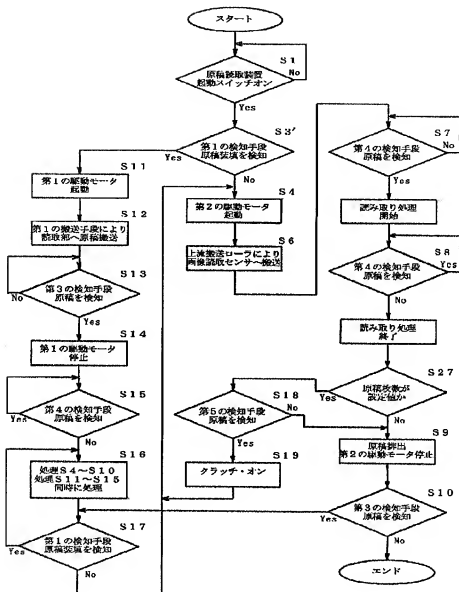 スタート
S1
原稿読取装置
起動スイッチオン
No
Yes
S3'
第1の検知手段
原稿装填を検知
Yes
No
S11
第1の駆動モータ
起動
S12
第1の搬送手段により
読取部へ原稿搬送
S13
第3の検知手段
原稿を検知
No
Yes
S14
第1の駆動モータ
停止
S15
第4の検知手段
原稿を検知
No
Yes
S16
処理S4～S10
処理S11～S15
同時に処理
S17
第1の検知手段
原稿装填を検知
Yes
No
S4
第2の駆動モータ
起動
S6
上流搬送ローラにより
画像読取センサへ搬送
S18
第5の検知手段
原稿を検知
No
Yes
S19
クラッチ・オン
S7
第4の検知手段
原稿を検知
No
Yes
読み取り処理
開始
S8
第4の検知手段
原稿を検知
Yes
No
読み取り処理
終了
S27
原稿枚数が
設定値か
Yes
No
S9
原稿排出
第2の駆動モータ停止
S10
第3の検知手段
原稿を検知
Yes
No
エンド